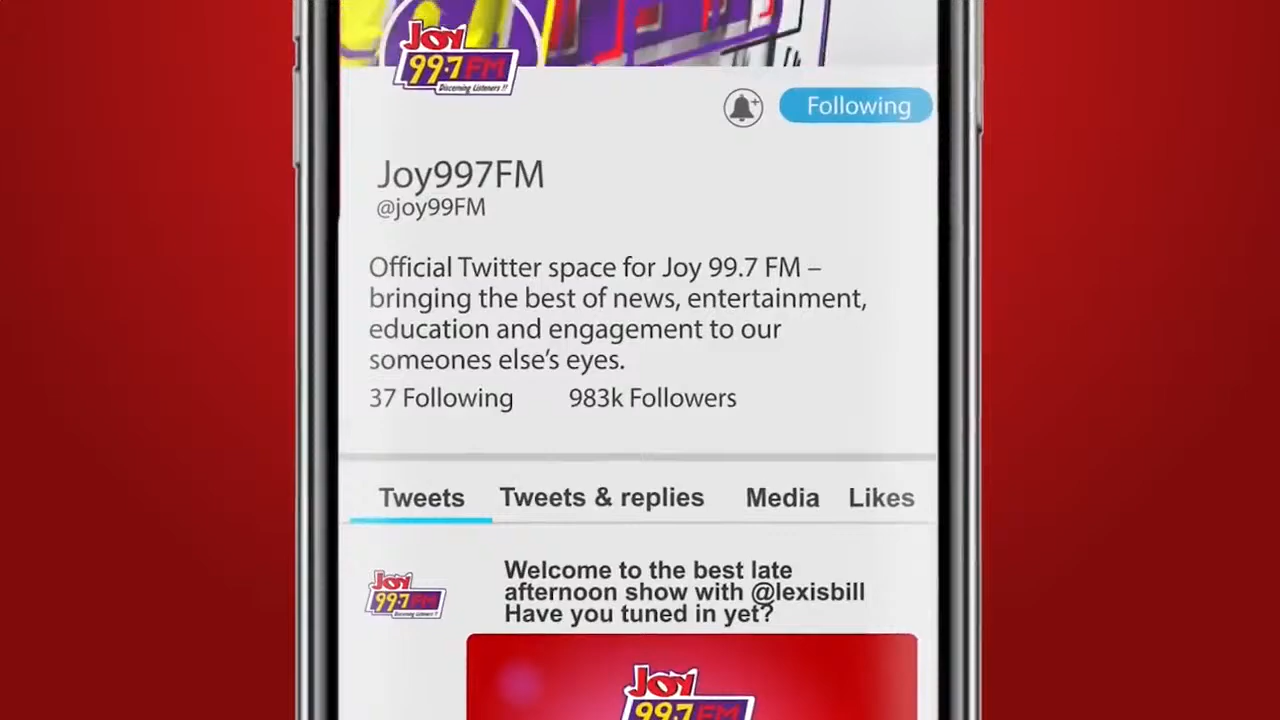 Joy
99.7 FM
Discerning Listeners !!
Following
Joy997FM
@joy99FM
Official Twitter space for Joy 99.7 FM –
bringing the best of news, entertainment,
education and engagement to our
someones else’s eyes.
37 Following 983k Followers
Tweets Tweets & replies Media Likes
Joy
99.7 FM
Discerning Listeners !!
Welcome to the best late
afternoon show with @lexisbill
Have you tuned in yet?
Joy
99.7 FM